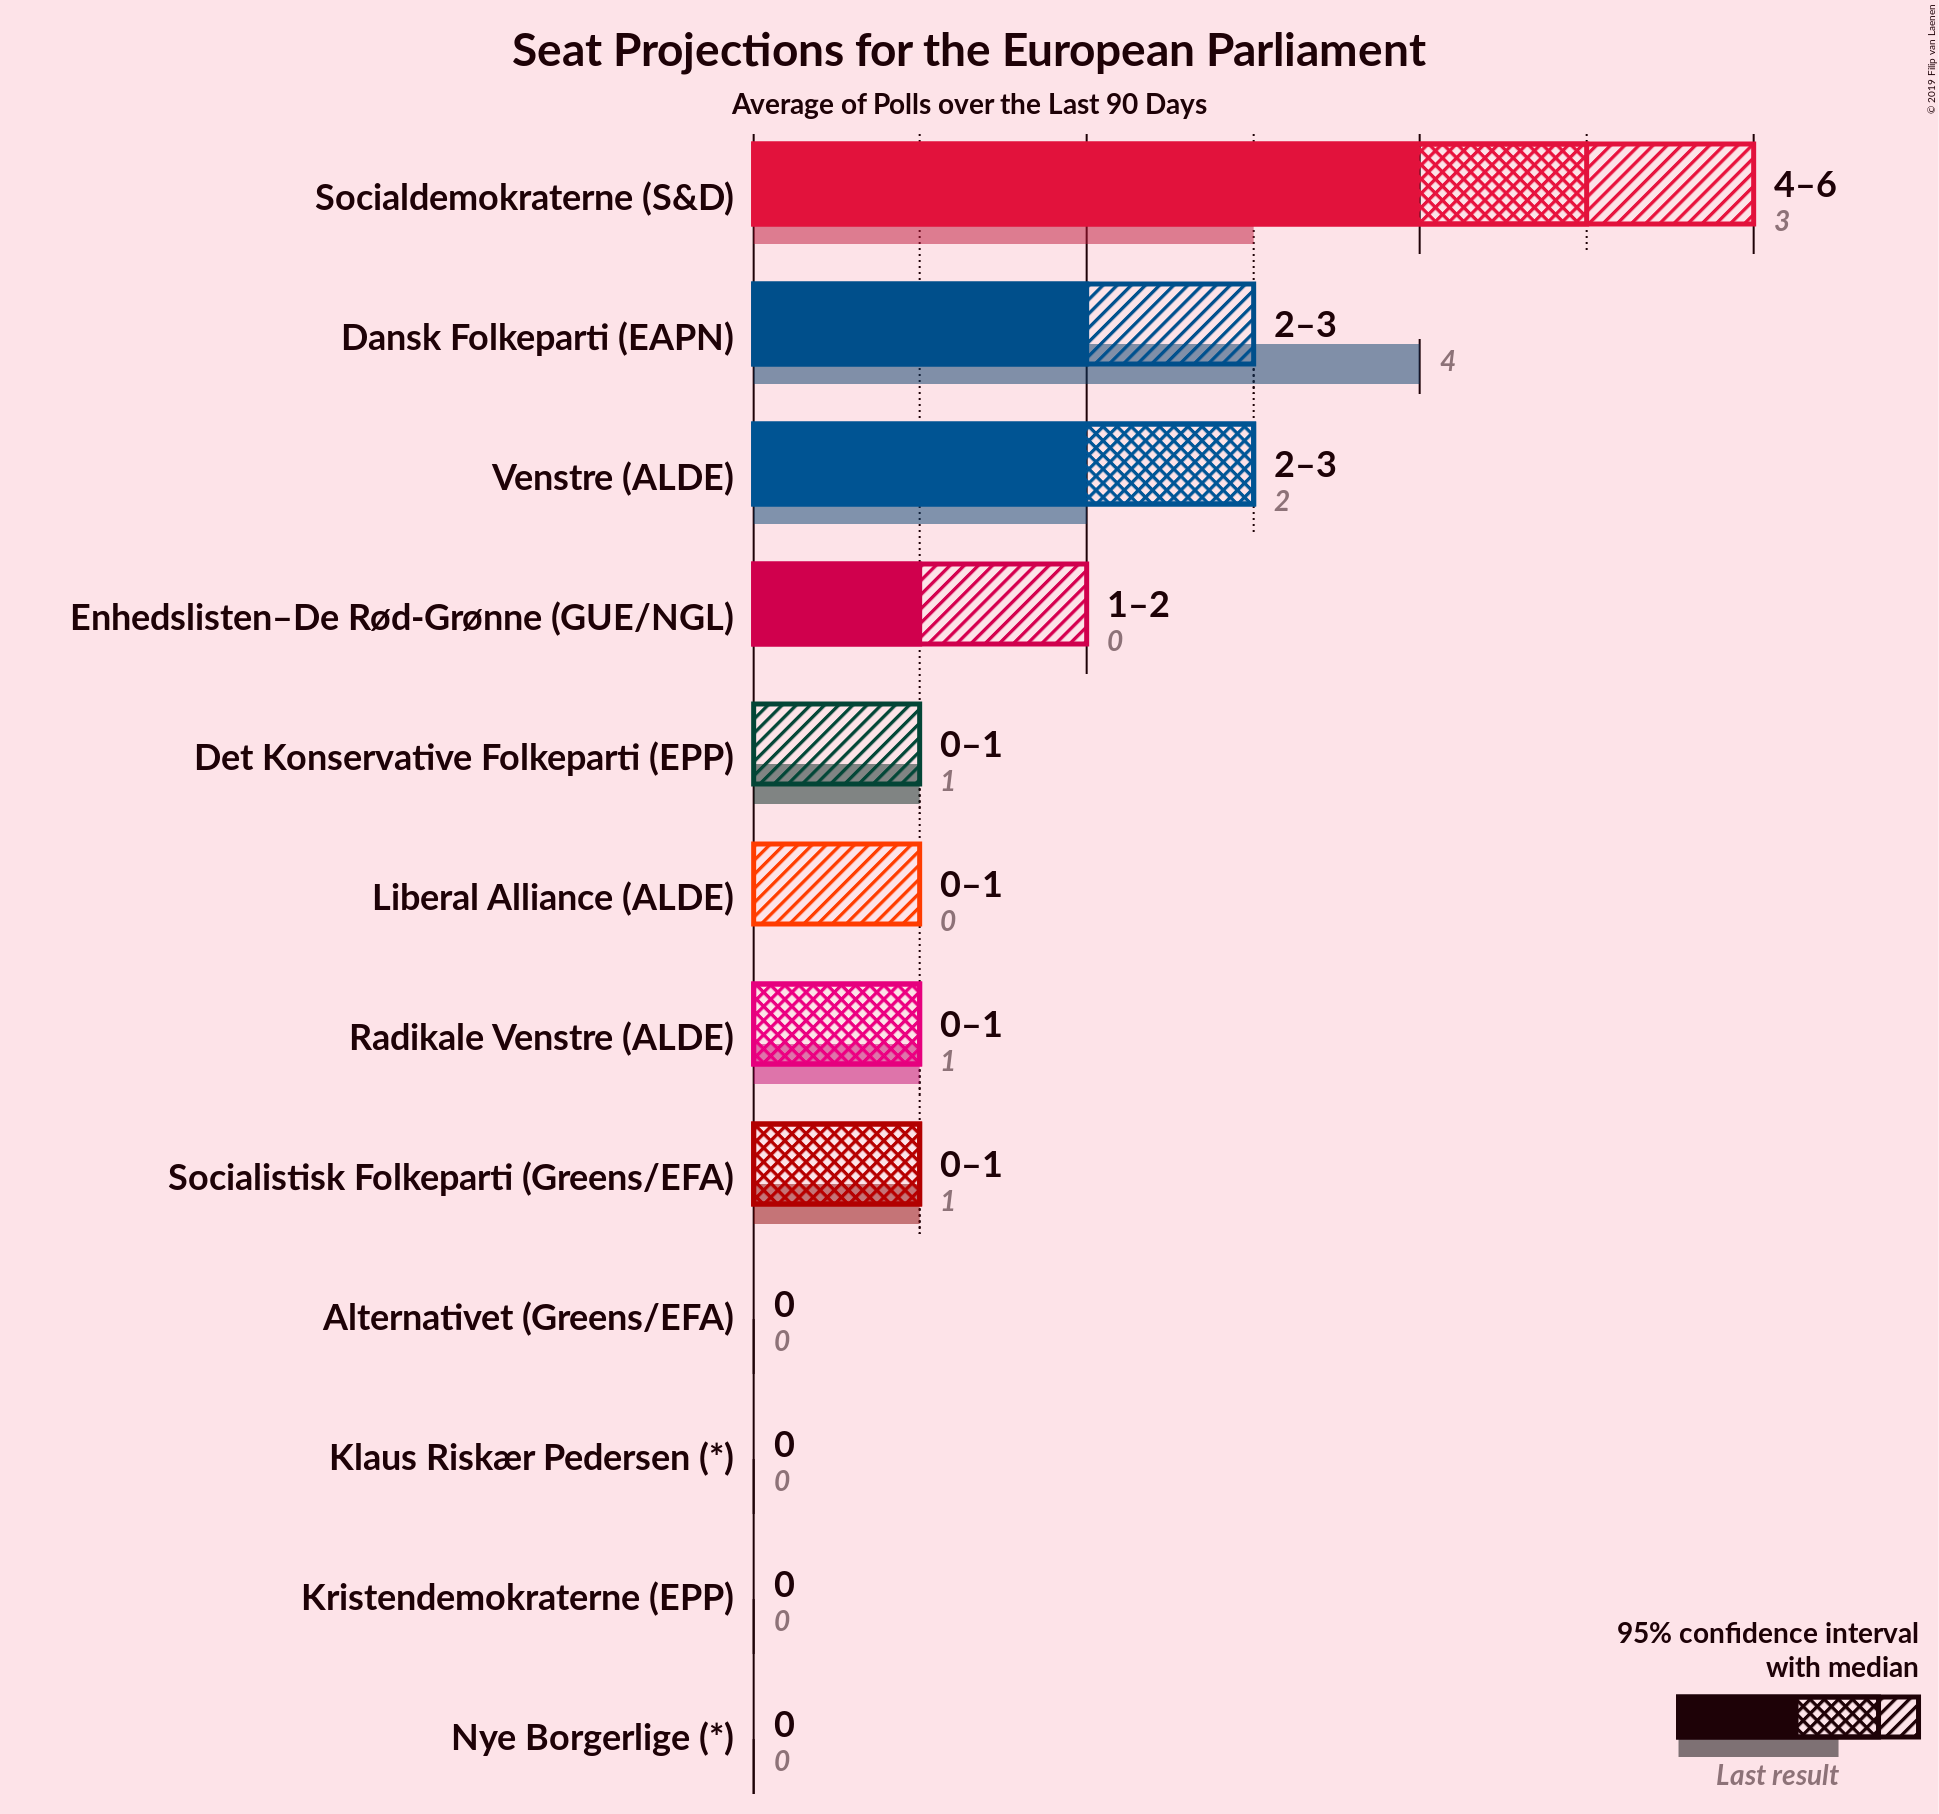 Seat Projections for the European Parliament
Average of Polls over the Last 90 Days
© 2019 Filip van Laenen
Socialdemokraterne (S&D)
4–6
3
Dansk Folkeparti (EAPN)
2–3
4
Venstre (ALDE)
2–3
2
Enhedslisten–De Rød-Grønne (GUE/NGL)
1–2
0
Det Konservative Folkeparti (EPP)
0–1
1
Liberal Alliance (ALDE)
0–1
0
Radikale Venstre (ALDE)
0–1
1
Socialistisk Folkeparti (Greens/EFA)
0–1
1
Alternativet (Greens/EFA)
0
0
Klaus Riskær Pedersen (*)
0
0
Kristendemokraterne (EPP)
0
0
Nye Borgerlige (*)
0
0
95% confidence interval
with median
Last result